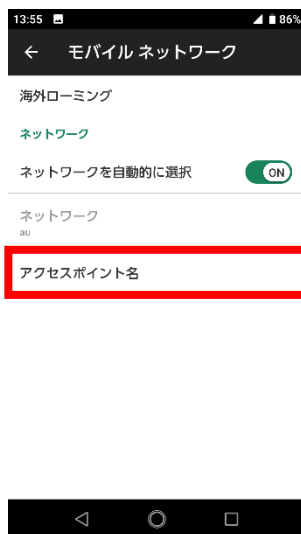 13:55 86%
モバイル ネットワーク
海外ローミング
ネットワーク
ネットワークを自動的に選択 ON
ネットワーク
au
アクセスポイント名